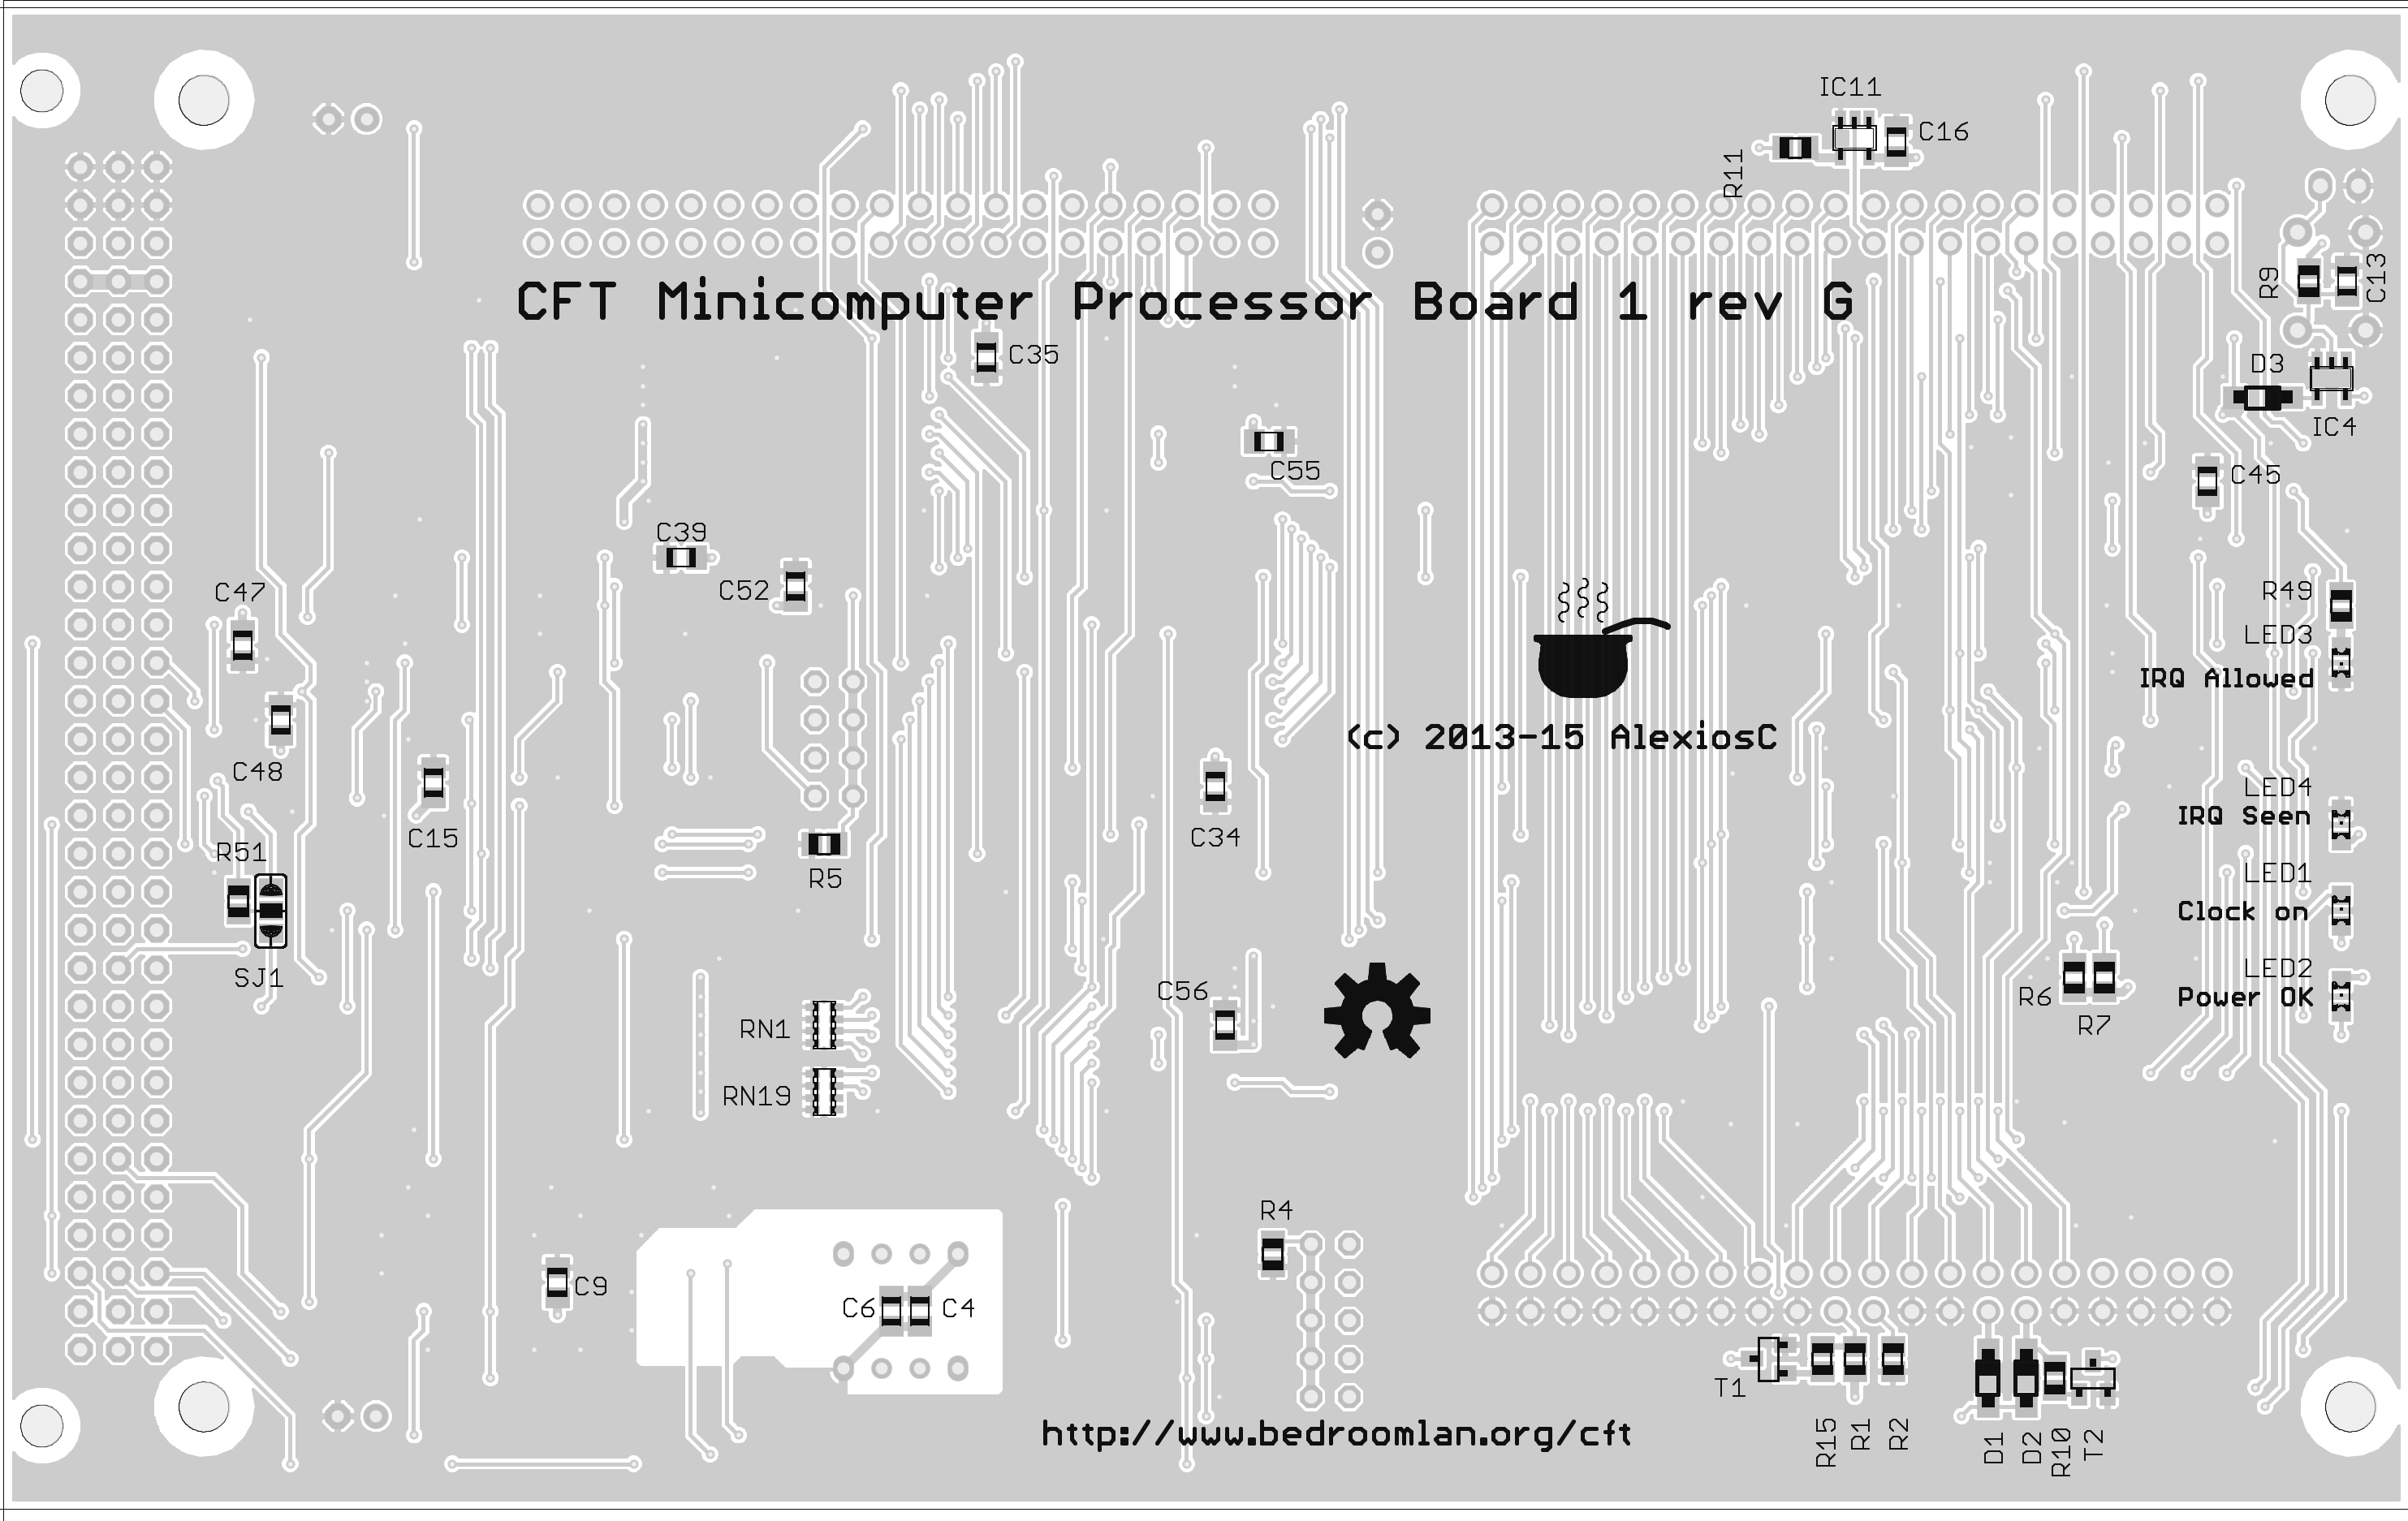 IC11
C16
R11
CFT Minicomputer Processor Board 1 rev G
R9
C13
C35
D3
IC4
C55
C45
C39
C52
C47
R49
LED3
IRQ Allowed
(c) 2013-15 AlexiosC
C48
LED4
IRQ Seen
C15
C34
R51
R5
LED1
Clock on
SJ1
LED2
Power OK
C56
R6
R7
RN1
RN19
R4
C9
C6
C4
T1
http://www.bedroomlan.org/cft
R15
R1
R2
D1
D2
R10
T2